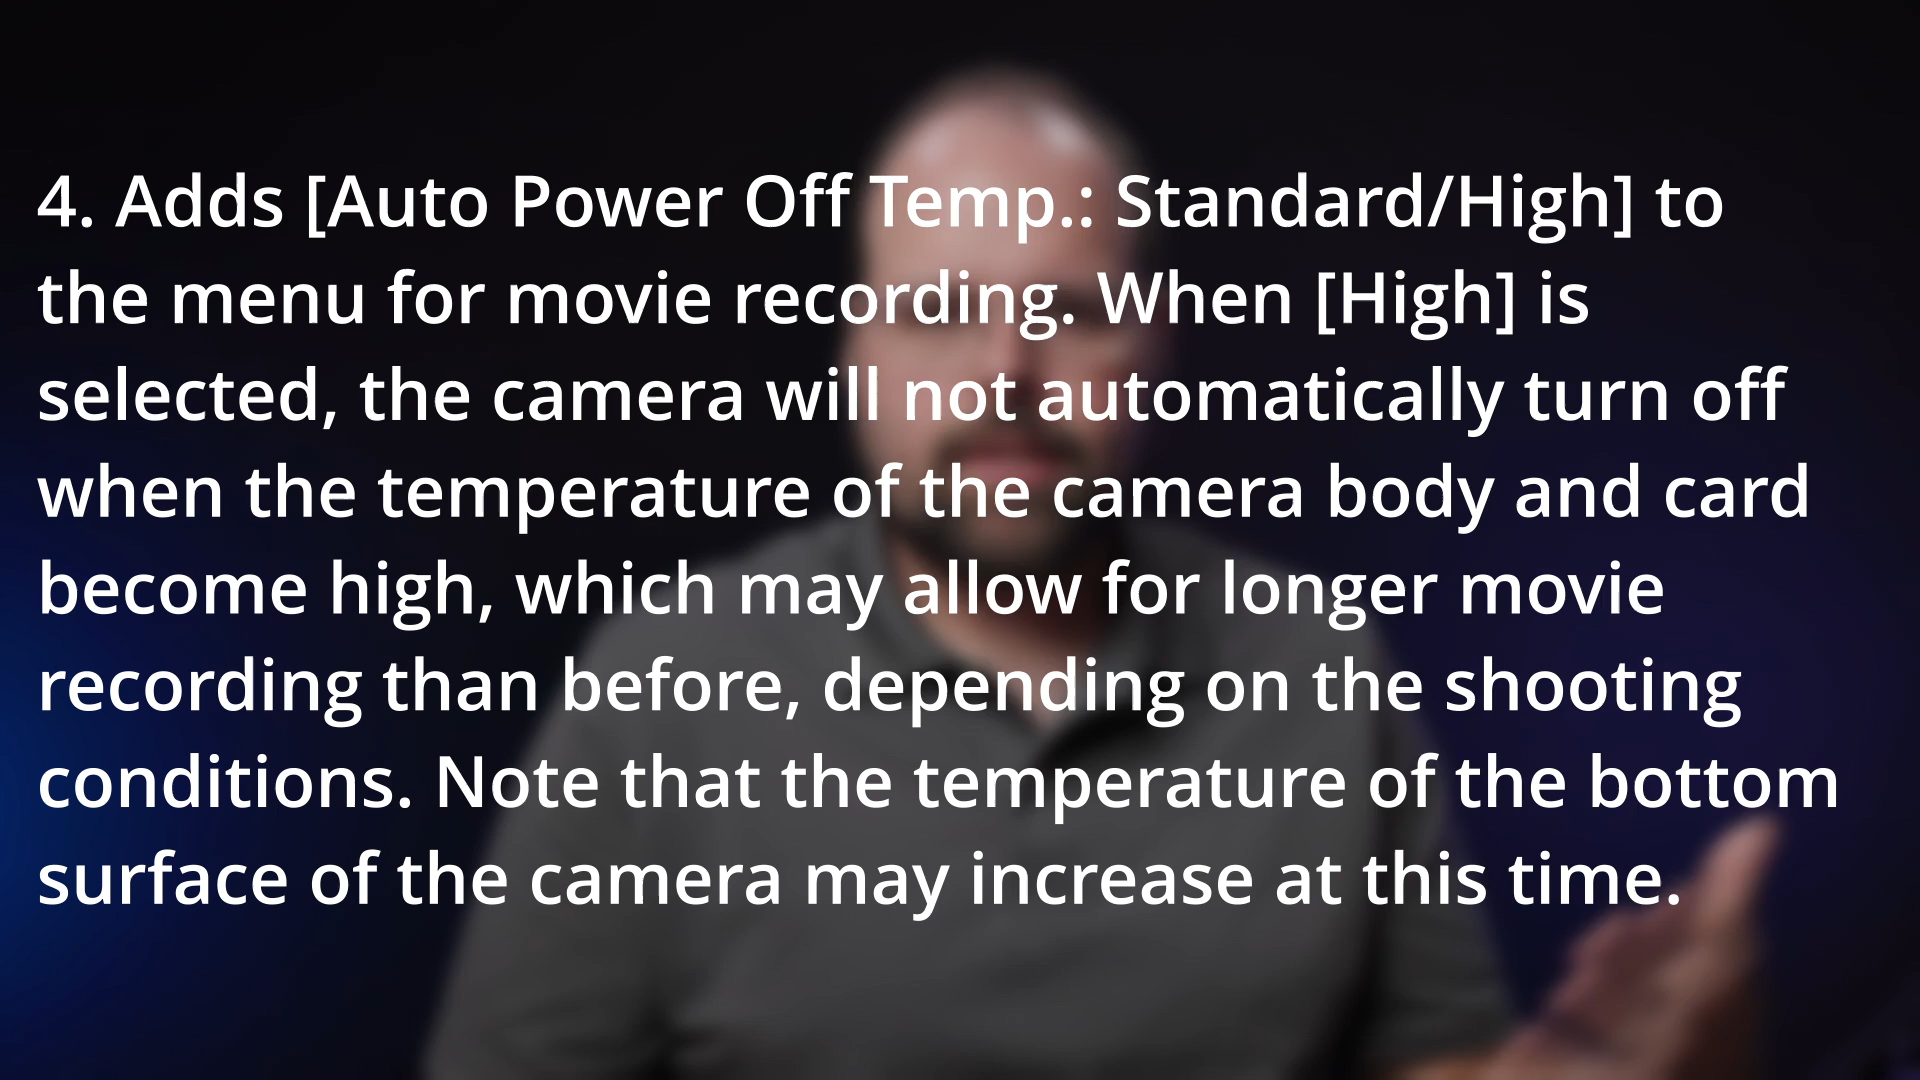 4. Adds [Auto Power Off Temp.: Standard/High] to
the menu for movie recording. When [High] is
selected, the camera will not automatically turn off
when the temperature of the camera body and card
become high, which may allow for longer movie
recording than before, depending on the shooting
conditions. Note that the temperature of the bottom
surface of the camera may increase at this time.